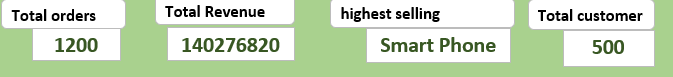 Total orders
1200
Total Revenue
140276820
highest selling
Smart Phone
Total customer
500